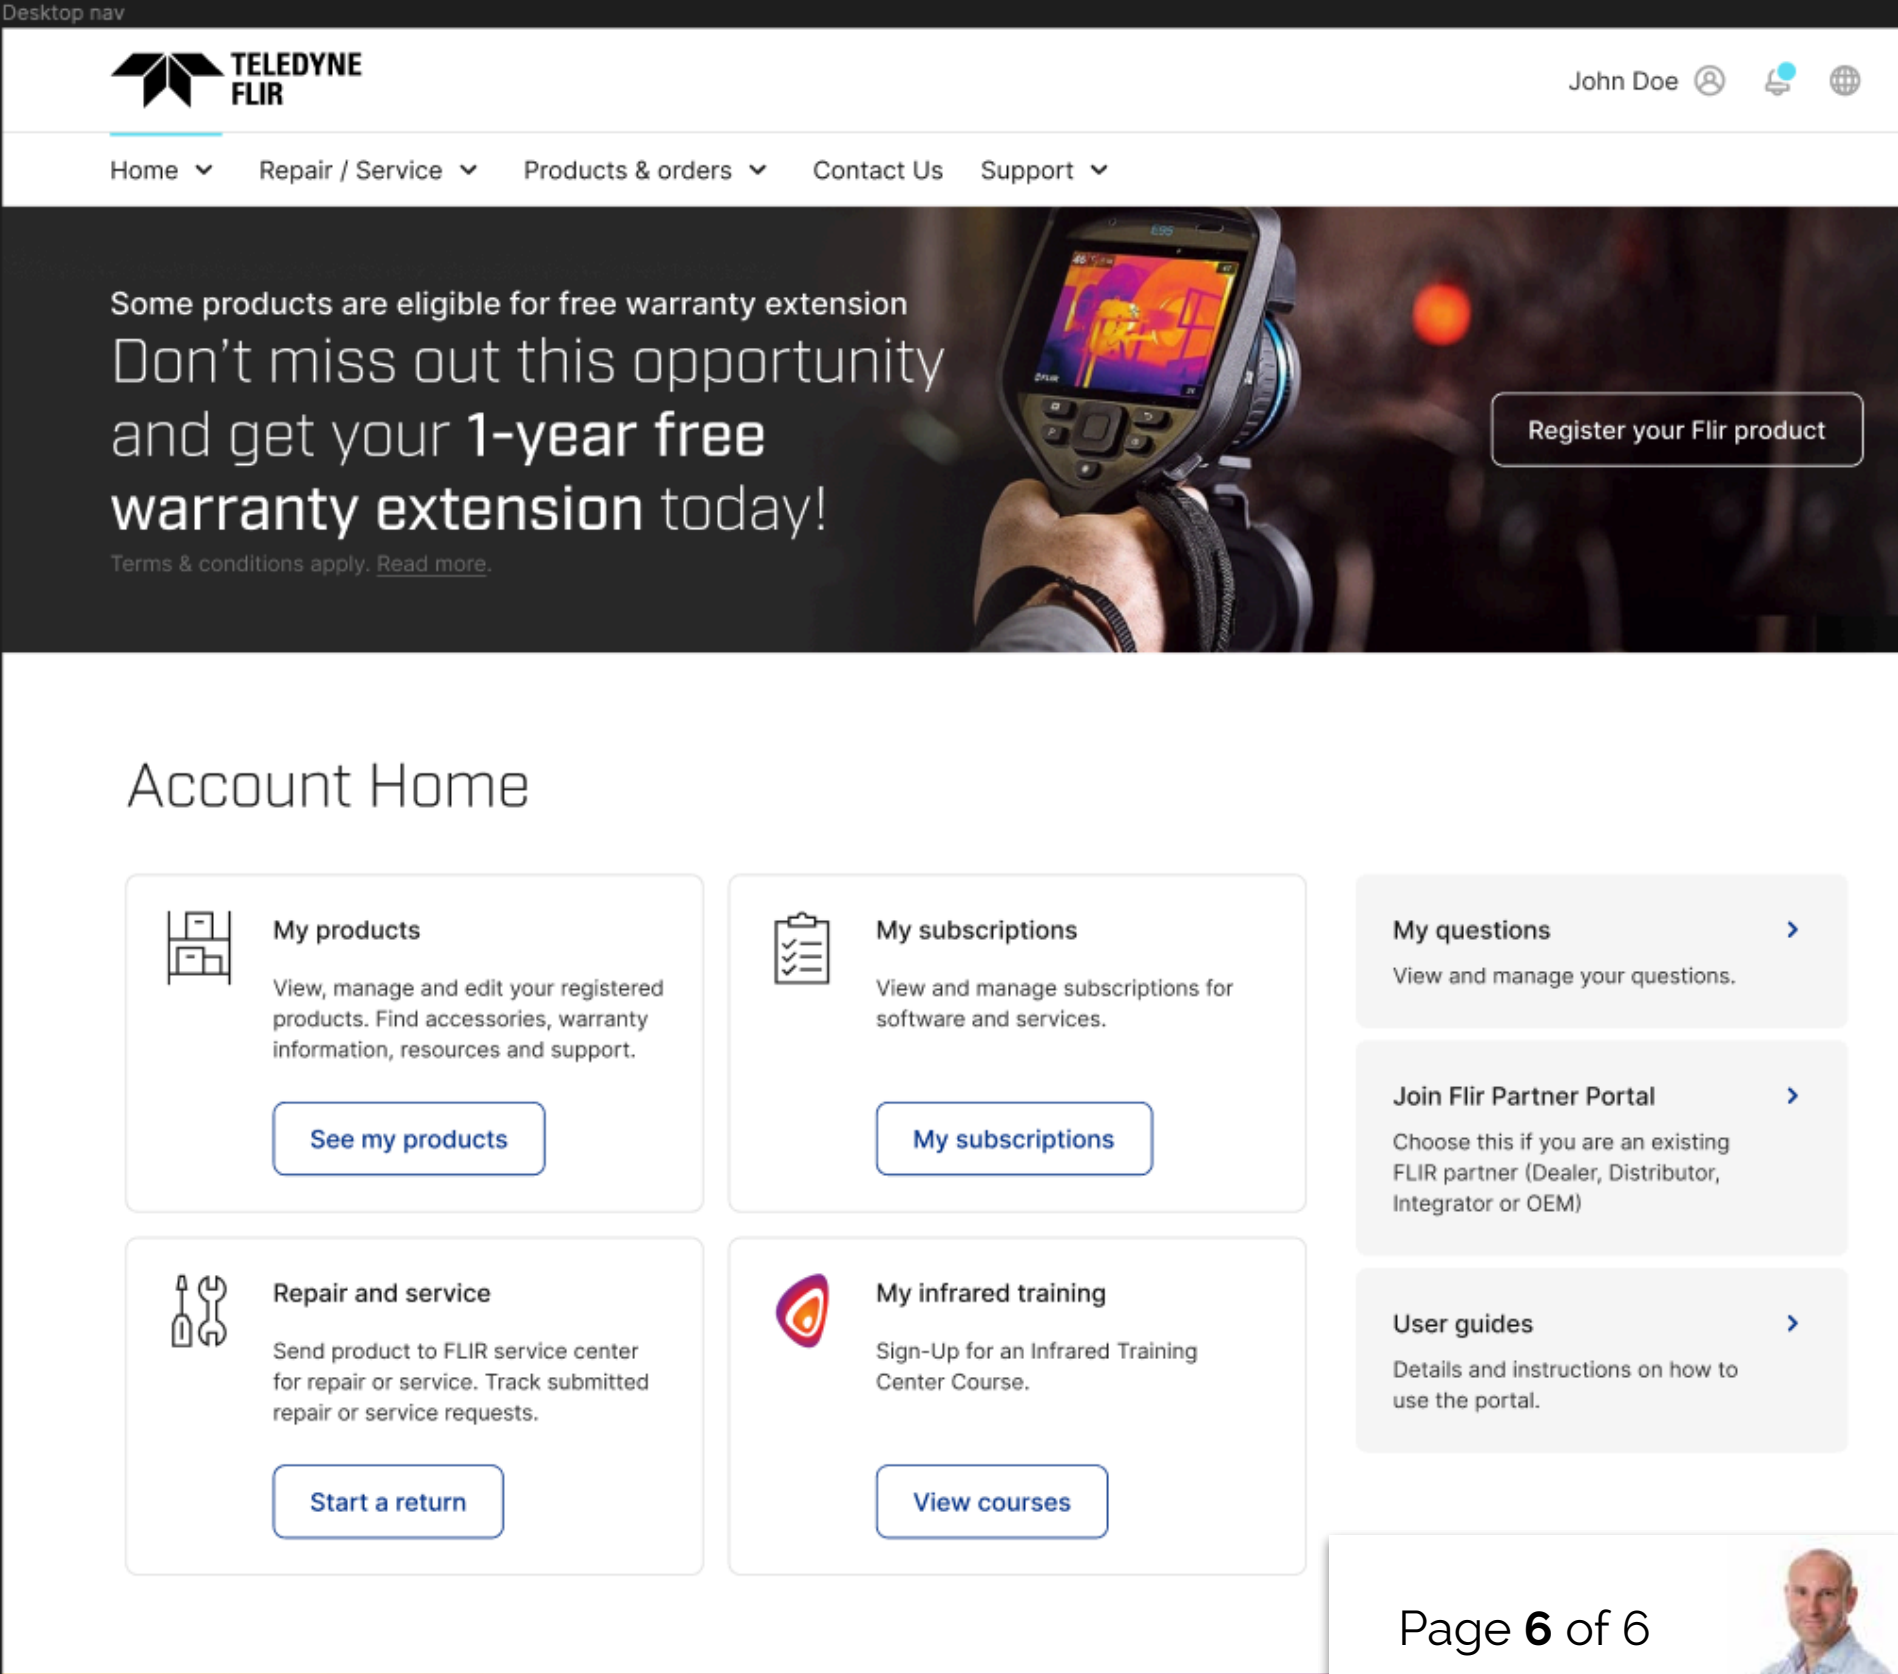 Desktop nav
TELEDYNE
FLIR
John Doe
Home
Repair / Service
Products & orders
Contact Us
Support
Some products are eligible for free warranty extension
Don't miss out this opportunity
and get your 1-year free
warranty extension today!
Terms & conditions apply. Read more.
E95
Register your Flir product
Account Home
My products
View, manage and edit your registered
products. Find accessories, warranty
information, resources and support.
See my products
My subscriptions
View and manage subscriptions for
software and services.
My subscriptions
My questions
View and manage your questions.
Join Flir Partner Portal
Choose this if you are an existing
FLIR partner (Dealer, Distributor,
Integrator or OEM)
Repair and service
Send product to FLIR service center
for repair or service. Track submitted
repair or service requests.
Start a return
My infrared training
Sign-Up for an Infrared Training
Center Course.
View courses
User guides
Details and instructions on how to
use the portal.
Page 6 of 6